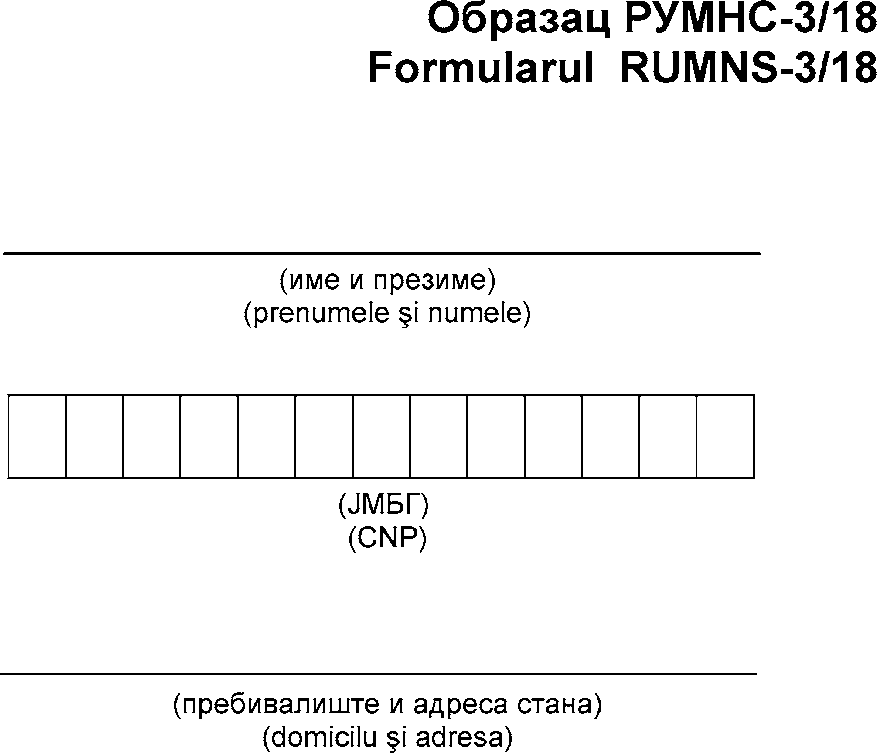 Образац РУМНС-3/18
Formularul RUMNS-3/18
(име и презиме)
(prenumele şi numele)
(ЈМБГ)
(CNP)
(пребивалиште и адреса стана)
(domicilu şi adresa)